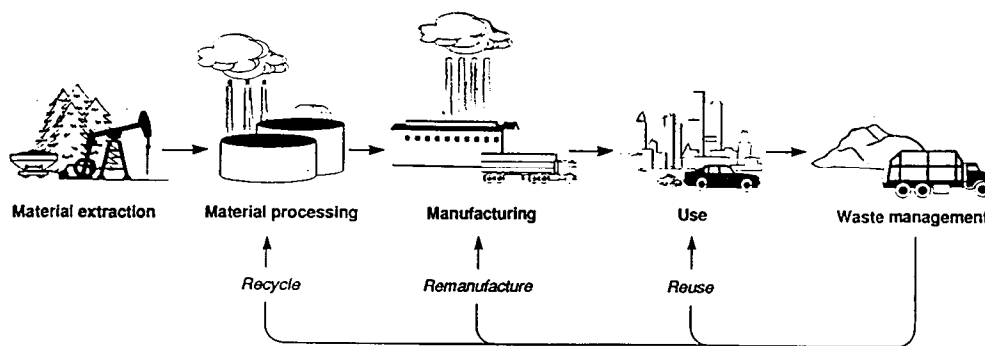 Material extraction
Material processing
Manufacturing
Use
Waste management
Recycle
Remanufacture
Reuse